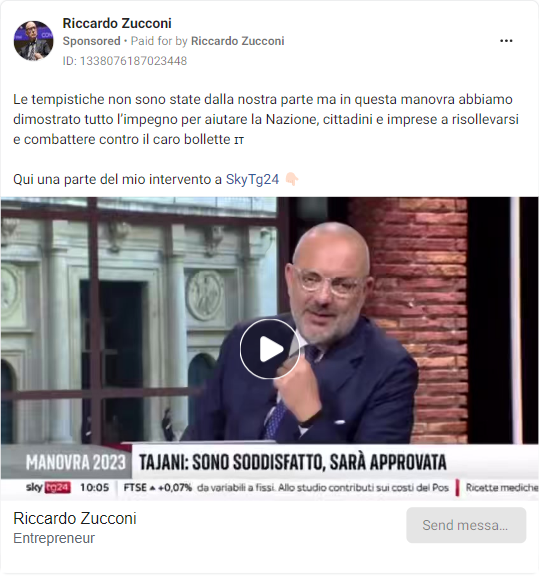 Riccardo Zucconi
Sponsored • Paid for by Riccardo Zucconi
ID: 1338076187023448
Le tempistiche non sono state dalla nostra parte ma in questa manovra abbiamo
dimostrato tutto l'impegno per aiutare la Nazione, cittadini e imprese a risollevarsi
e combattere contro il caro bollette IT
Qui una parte del mio intervento a SkyTg24 👇🏻
MANOVRA 2023 TAJANI: SONO SODDISFATTO, SARÀ APPROVATA
sky tg24 10:05 FTSE ▲ +0,07% da variabili a fissi. Allo studio contributi sui costi del Pos Ricette mediche
Riccardo Zucconi
Entrepreneur
Send messa...